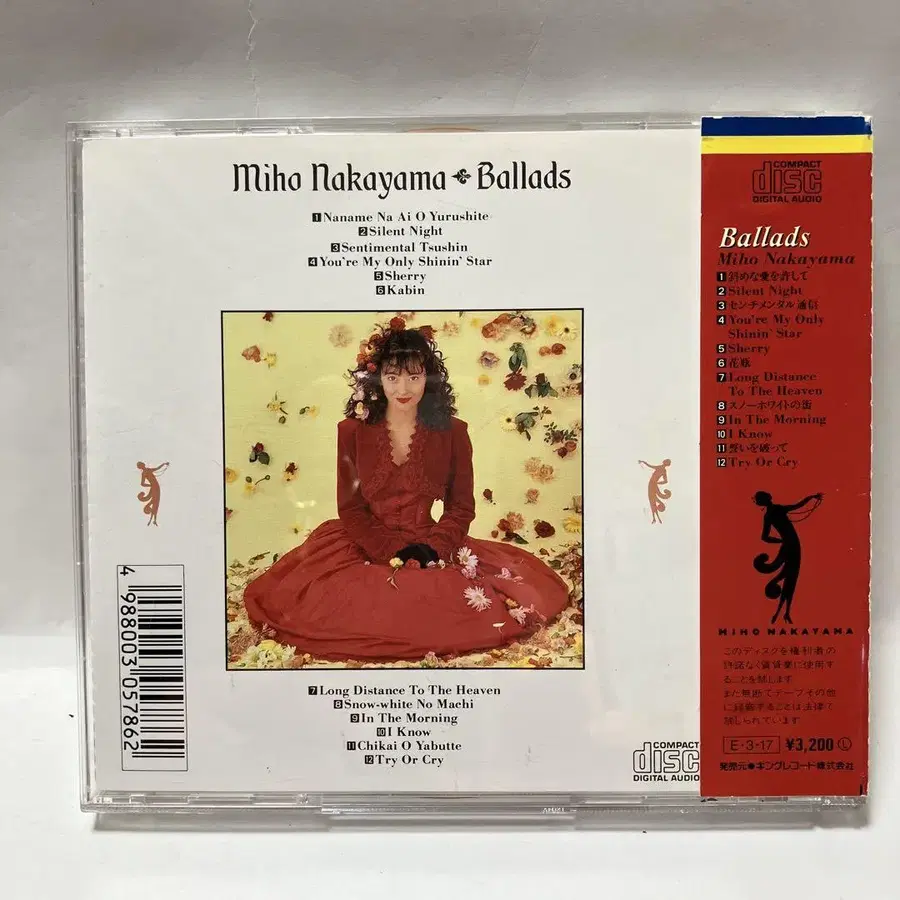 Miho Nakayama Ballads
1 Naname Na Ai O Yurushite
2 Silent Night
3 Sentimental Tsushin
4 You're My Only Shinin' Star
5 Sherry
6 Kabin
7 Long Distance To The Heaven
8 Snow-white No Machi
9 In The Morning
10 I Know
11 Chikai O Yabutte
12 Try Or Cry
4 988003 057862
COMPACT
disc
DIGITAL AUDIO
COMPACT
disc
DIGITAL AUDIO
Ballads
Miho Nakayama
1 斜めな愛を許して
2 Silent Night
3 センチメンタル通信
4 You're My Only
Shinin' Star
5 Sherry
6 花瓶
7 Long Distance
To The Heaven
8 スノーホワイトの街
9 In The Morning
10 I Know
11 誓いを破って
12 Try Or Cry
MIHO NAKAYAMA
このディスクを権利者の
許諾なく賃貸業に使用す
ることを禁じます
また無断でテープその他
に録音することは法律で
禁じられています
E・3・17 ¥3,200 Ⓛ
発売元●キングレコード株式会社